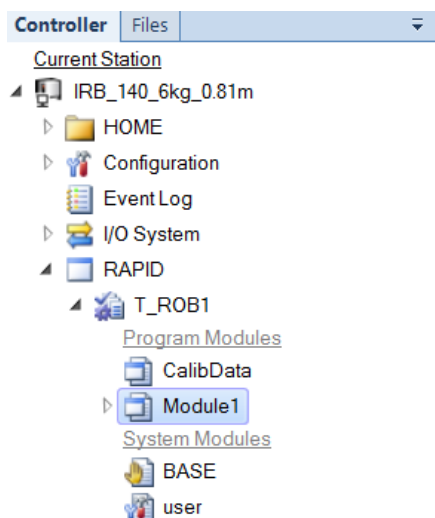 Controller Files
Current Station
IRB_140_6kg_0.81m
HOME
Configuration
Event Log
I/O System
RAPID
T_ROB1
Program Modules
CalibData
Module1
System Modules
BASE
user